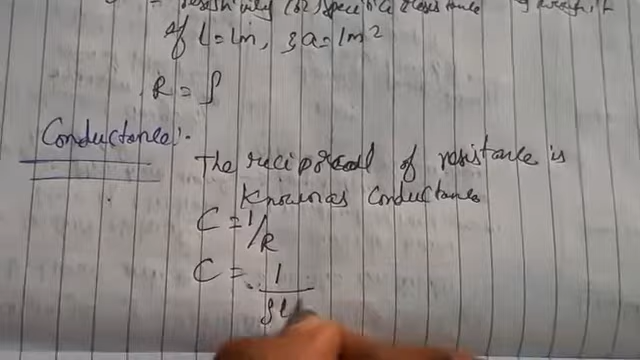 of l=1m, & a=1m²
R = ρ
Conductance:-
The reciprocal of resistance is
known as conductance
C = 1/R
C = 1
ρl